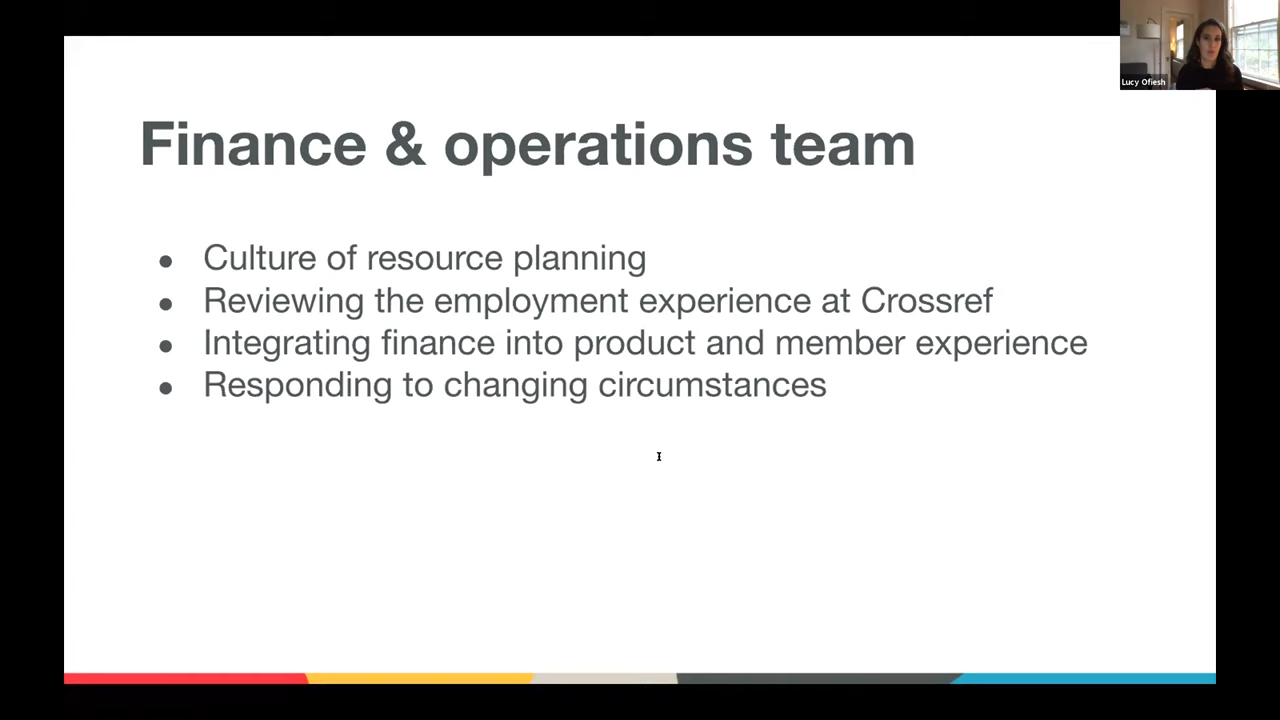 Finance & operations team
● Culture of resource planning
● Reviewing the employment experience at Crossref
● Integrating finance into product and member experience
● Responding to changing circumstances
Lucy Ofiesh